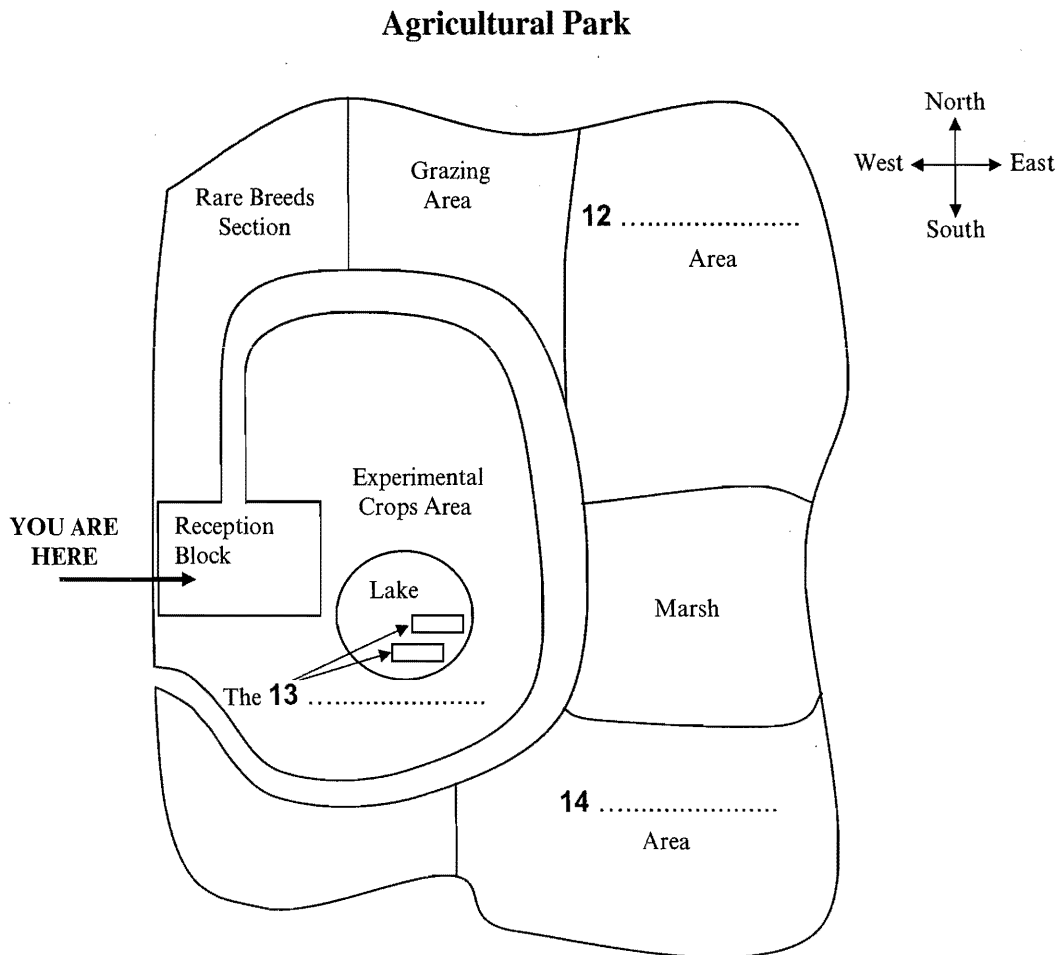 Agricultural Park
North
West
East
South
Rare Breeds
Section
Grazing
Area
12 ........................
Area
Experimental
Crops Area
YOU ARE
HERE
Reception
Block
Lake
Marsh
The 13 ........................
14 ........................
Area